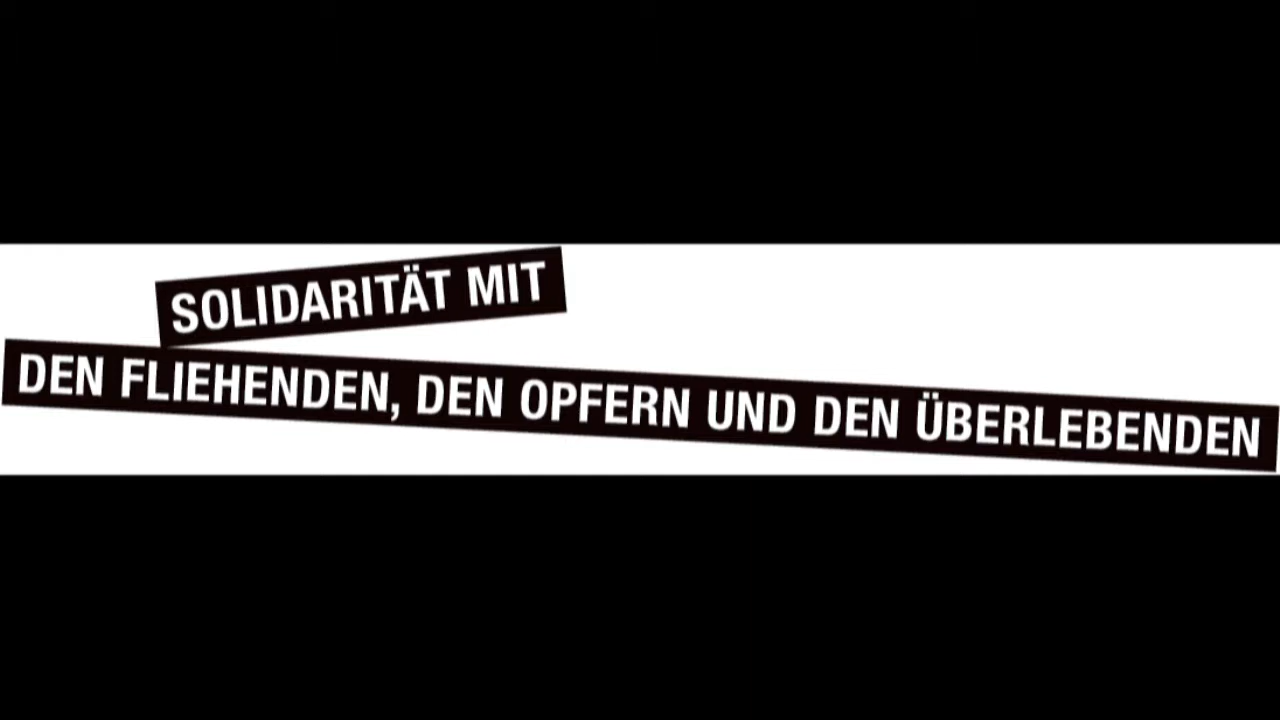 SOLIDARITÄT MIT
DEN FLIEHENDEN, DEN OPFERN UND DEN ÜBERLEBENDEN